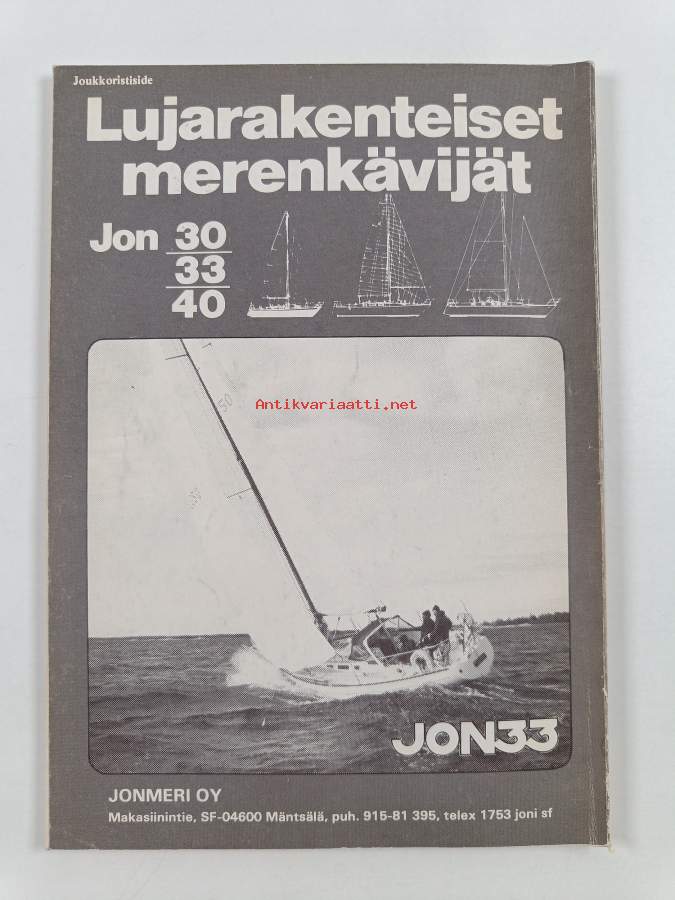 Joukkoristiside
Lujarakenteiset
merenkävijät
Jon 30
33
40
50
Antikvariaatti.net
JON33
JONMERI OY
Makasiinintie, SF-04600 Mäntsälä, puh. 915-81 395, telex 1753 joni sf